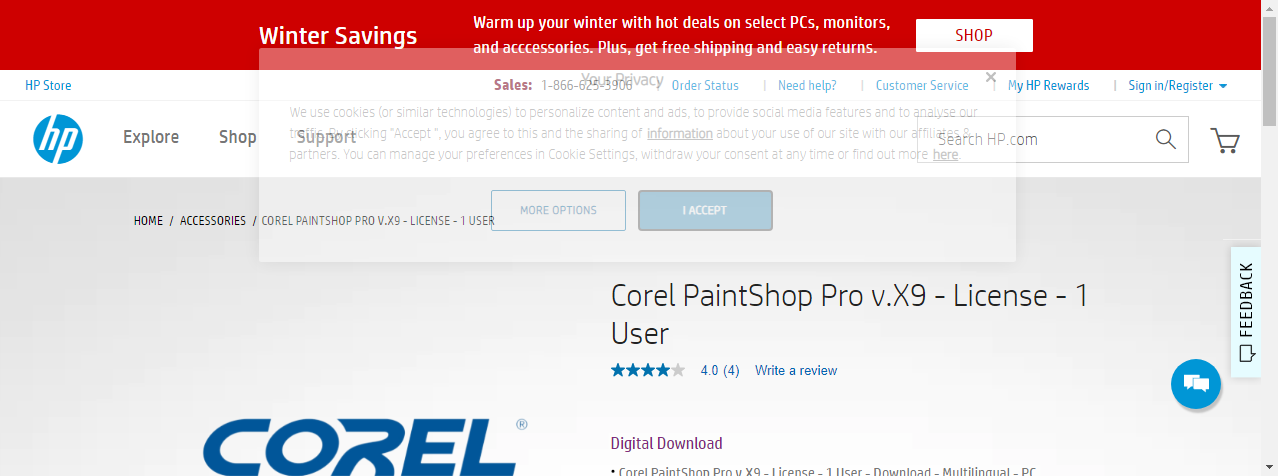 Winter Savings
Warm up your winter with hot deals on select PCs, monitors,
and acccessories. Plus, get free shipping and easy returns.
SHOP
HP Store
Sales: 1-866-625-3906
Order Status
Need help?
Customer Service
My HP Rewards
Sign in/Register
Your Privacy
×
We use cookies (or similar technologies) to personalize content and ads, to provide social media features and to analyse our
traffic. By clicking "Accept ", you agree to this and the sharing of information about your use of our site with our affiliates &
partners. You can manage your preferences in Cookie Settings, withdraw your consent at any time or find out more here.
MORE OPTIONS
I ACCEPT
hp
Explore
Shop
Support
Search HP.com
HOME / ACCESSORIES / COREL PAINTSHOP PRO V.X9 - LICENSE - 1 USER
FEEDBACK
Corel PaintShop Pro v.X9 - License - 1
User
4.0 (4)
Write a review
COREL®
Digital Download
• Corel PaintShop Pro v.X9 - License - 1 User - Download - Multilingual - PC